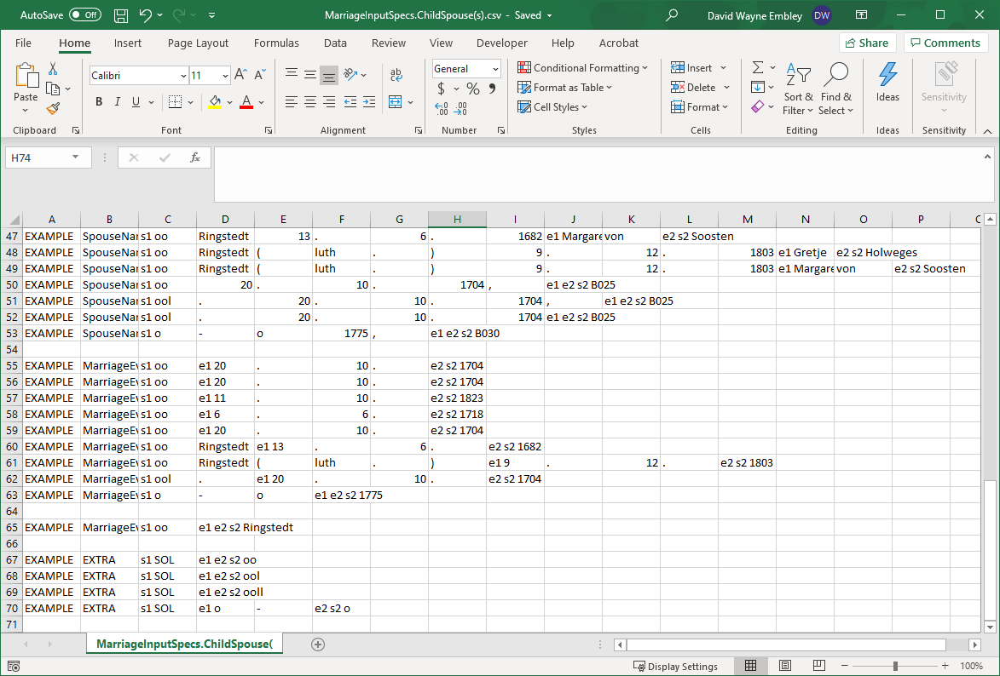 AutoSave Off MarriageInputSpecs.ChildSpouse(s).csv - Saved David Wayne Embley DW
File Home Insert Page Layout Formulas Data Review View Developer Help Acrobat Share Comments
Calibri 11 General Conditional Formatting Insert
Paste B I U $ % Format as Table Delete Sort & Filter Find & Select Ideas Sensitivity
Cell Styles Format
Clipboard Font Alignment Number Styles Cells Editing Ideas Sensitivity
H74 fx
A B C D E F G H I J K L M N O P
47 EXAMPLE SpouseNar s1 oo Ringstedt 13 . 6 . 1682 e1 Margare von e2 s2 Soosten
48 EXAMPLE SpouseNar s1 oo Ringstedt ( luth . ) 9 . 12 . 1803 e1 Gretje e2 s2 Holweges
49 EXAMPLE SpouseNar s1 oo Ringstedt ( luth . ) 9 . 12 . 1803 e1 Margare von e2 s2 Soosten
50 EXAMPLE SpouseNar s1 oo 20 . 10 . 1704 , e1 e2 s2 B025
51 EXAMPLE SpouseNar s1 ool . 20 . 10 . 1704 , e1 e2 s2 B025
52 EXAMPLE SpouseNar s1 ool . 20 . 10 . 1704 e1 e2 s2 B025
53 EXAMPLE SpouseNar s1 o - o 1775 , e1 e2 s2 B030
54
55 EXAMPLE MarriageEv s1 oo e1 20 . 10 . e2 s2 1704
56 EXAMPLE MarriageEv s1 oo e1 20 . 10 . e2 s2 1704
57 EXAMPLE MarriageEv s1 oo e1 11 . 10 . e2 s2 1823
58 EXAMPLE MarriageEv s1 oo e1 6 . 6 . e2 s2 1718
59 EXAMPLE MarriageEv s1 oo e1 20 . 10 . e2 s2 1704
60 EXAMPLE MarriageEv s1 oo Ringstedt e1 13 . 6 . e2 s2 1682
61 EXAMPLE MarriageEv s1 oo Ringstedt ( luth . ) e1 9 . 12 . e2 s2 1803
62 EXAMPLE MarriageEv s1 ool . e1 20 . 10 . e2 s2 1704
63 EXAMPLE MarriageEv s1 o - o e1 e2 s2 1775
64
65 EXAMPLE MarriageEv s1 oo e1 e2 s2 Ringstedt
66
67 EXAMPLE EXTRA s1 SOL e1 e2 s2 oo
68 EXAMPLE EXTRA s1 SOL e1 e2 s2 ool
69 EXAMPLE EXTRA s1 SOL e1 e2 s2 ooll
70 EXAMPLE EXTRA s1 SOL e1 o - e2 s2 o
71
MarriageInputSpecs.ChildSpouse(
Display Settings 100%